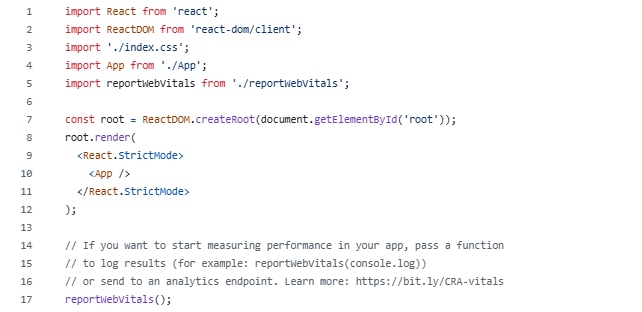 1 import React from 'react';
2 import ReactDOM from 'react-dom/client';
3 import './index.css';
4 import App from './App';
5 import reportWebVitals from './reportWebVitals';
6
7 const root = ReactDOM.createRoot(document.getElementById('root'));
8 root.render(
9 <React.StrictMode>
10 <App />
11 </React.StrictMode>
12 );
13
14 // If you want to start measuring performance in your app, pass a function
15 // to log results (for example: reportWebVitals(console.log))
16 // or send to an analytics endpoint. Learn more: https://bit.ly/CRA-vitals
17 reportWebVitals();